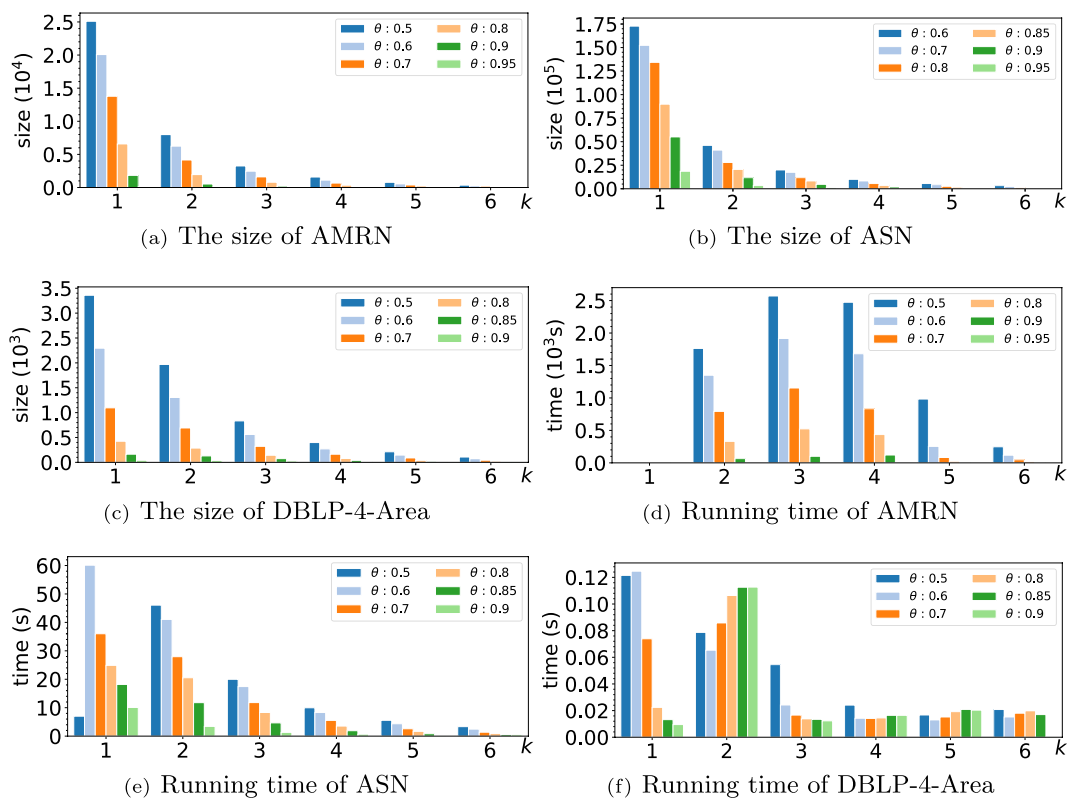 size (10⁴)
2.5
2.0
1.5
1.0
0.5
0.0
θ : 0.5 θ : 0.8
θ : 0.6 θ : 0.9
θ : 0.7 θ : 0.95
1 2 3 4 5 6 k
(a) The size of AMRN
size (10⁵)
1.75
1.50
1.25
1.00
0.75
0.50
0.25
0.00
θ : 0.6 θ : 0.85
θ : 0.7 θ : 0.9
θ : 0.8 θ : 0.95
1 2 3 4 5 6 k
(b) The size of ASN
size (10³)
3.5
3.0
2.5
2.0
1.5
1.0
0.5
0.0
θ : 0.5 θ : 0.8
θ : 0.6 θ : 0.85
θ : 0.7 θ : 0.9
1 2 3 4 5 6 k
(c) The size of DBLP-4-Area
time (10³s)
2.5
2.0
1.5
1.0
0.5
0.0
θ : 0.5 θ : 0.8
θ : 0.6 θ : 0.9
θ : 0.7 θ : 0.95
1 2 3 4 5 6 k
(d) Running time of AMRN
time (s)
60
50
40
30
20
10
0
θ : 0.5 θ : 0.8
θ : 0.6 θ : 0.85
θ : 0.7 θ : 0.9
1 2 3 4 5 6 k
(e) Running time of ASN
time (s)
0.12
0.10
0.08
0.06
0.04
0.02
0.00
θ : 0.5 θ : 0.8
θ : 0.6 θ : 0.85
θ : 0.7 θ : 0.9
1 2 3 4 5 6 k
(f) Running time of DBLP-4-Area